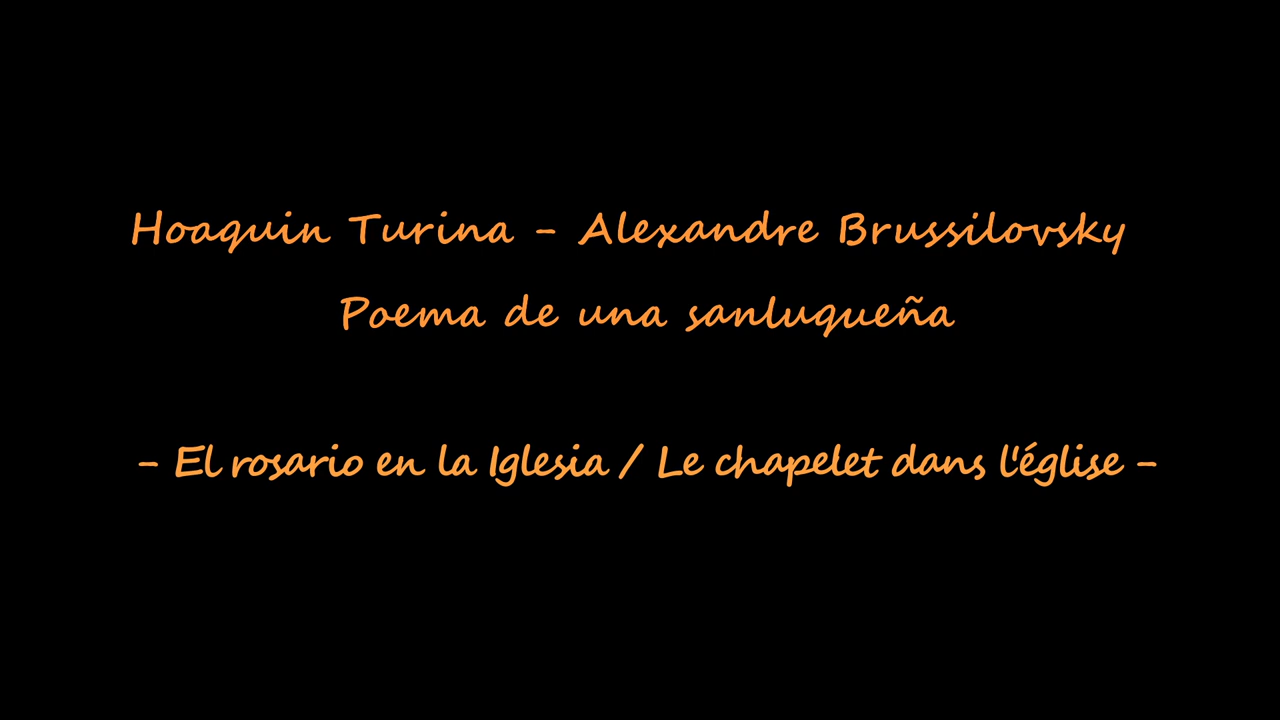 Hoaquin Turina - Alexandre Brussilovsky
Poema de una sanluqueña
- El rosario en la Iglesia / Le chapelet dans l'église -